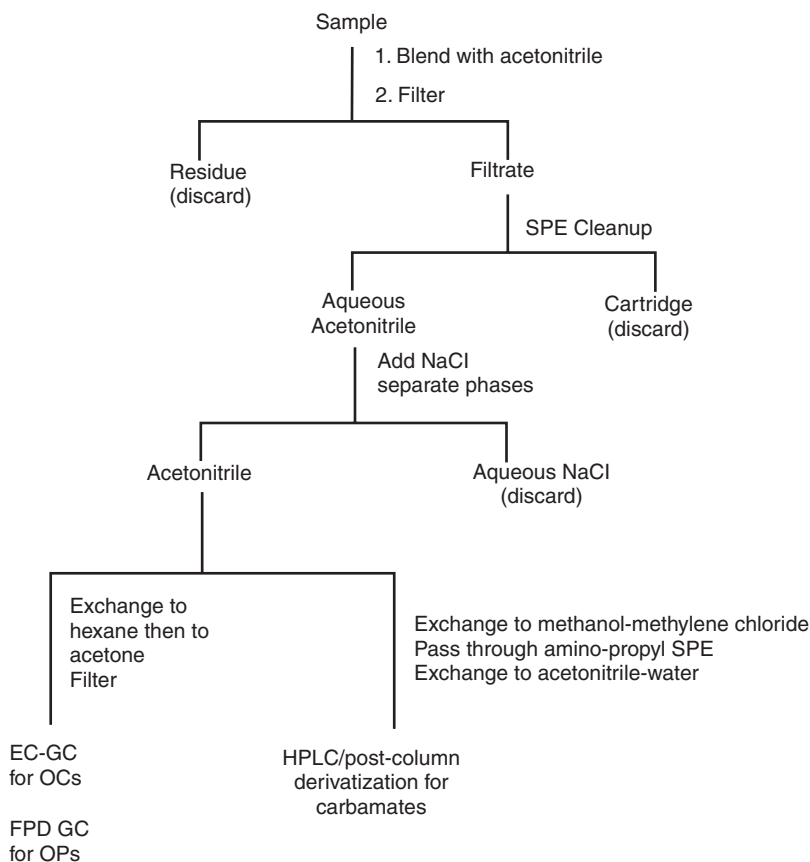 Sample
1. Blend with acetonitrile
2. Filter
Residue
(discard)
Filtrate
SPE Cleanup
Aqueous
Acetonitrile
Cartridge
(discard)
Add NaCl
separate phases
Acetonitrile
Aqueous NaCl
(discard)
Exchange to
hexane then to
acetone
Filter
Exchange to methanol-methylene chloride
Pass through amino-propyl SPE
Exchange to acetonitrile-water
EC-GC
for OCs
FPD GC
for OPs
HPLC/post-column
derivatization for
carbamates